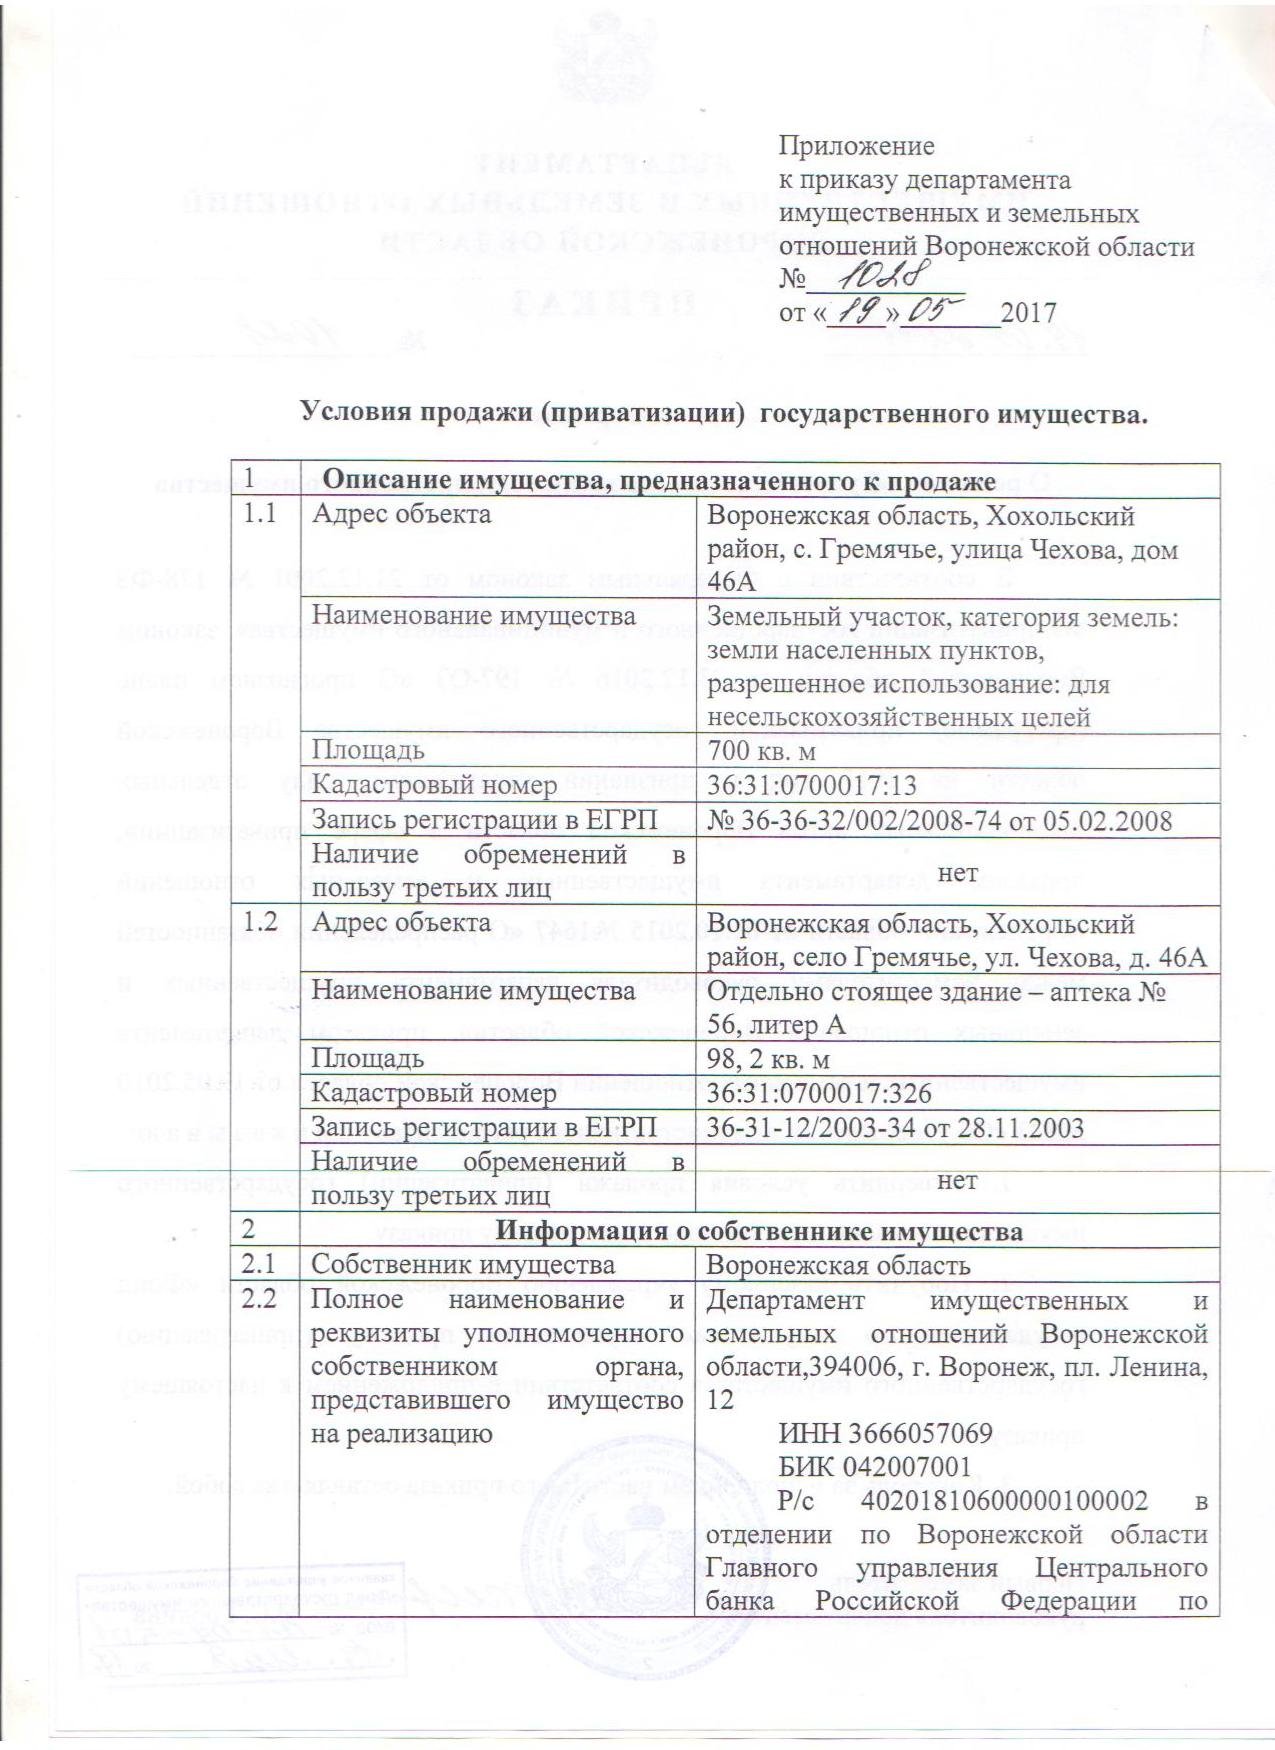 Приложение
к приказу департамента
имущественных и земельных
отношений Воронежской области
№ 1028
от « 19 » 05 2017
Условия продажи (приватизации) государственного имущества.
1 Описание имущества, предназначенного к продаже
1.1 Адрес объекта Воронежская область, Хохольский
район, с. Гремячье, улица Чехова, дом
46А
Наименование имущества Земельный участок, категория земель:
земли населенных пунктов,
разрешенное использование: для
несельскохозяйственных целей
Площадь 700 кв. м
Кадастровый номер 36:31:0700017:13
Запись регистрации в ЕГРП № 36-36-32/002/2008-74 от 05.02.2008
Наличие обременений в
пользу третьих лиц нет
1.2 Адрес объекта Воронежская область, Хохольский
район, село Гремячье, ул. Чехова, д. 46А
Наименование имущества Отдельно стоящее здание – аптека №
56, литер А
Площадь 98, 2 кв. м
Кадастровый номер 36:31:0700017:326
Запись регистрации в ЕГРП 36-31-12/2003-34 от 28.11.2003
Наличие обременений в
пользу третьих лиц нет
2 Информация о собственнике имущества
2.1 Собственник имущества Воронежская область
2.2 Полное наименование и Департамент имущественных и
реквизиты уполномоченного земельных отношений Воронежской
собственником органа, области,394006, г. Воронеж, пл. Ленина,
представившего имущество 12
на реализацию ИНН 3666057069
БИК 042007001
Р/с 40201810600000100002 в
отделении по Воронежской области
Главного управления Центрального
банка Российской Федерации по